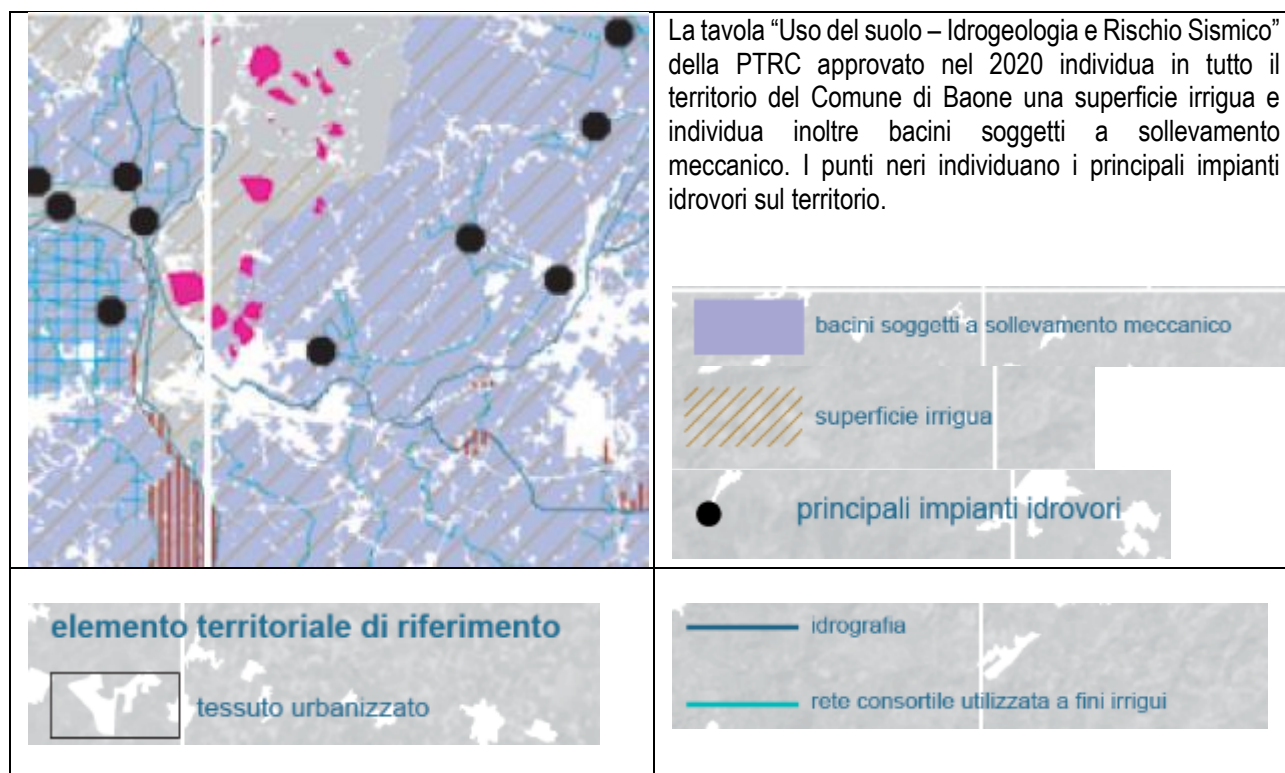 La tavola “Uso del suolo – Idrogeologia e Rischio Sismico”
della PTRC approvato nel 2020 individua in tutto il
territorio del Comune di Baone una superficie irrigua e
individua inoltre bacini soggetti a sollevamento
meccanico. I punti neri individuano i principali impianti
idrovori sul territorio.
bacini soggetti a sollevamento meccanico
superficie irrigua
principali impianti idrovori
elemento territoriale di riferimento
tessuto urbanizzato
idrografia
rete consortile utilizzata a fini irrigui